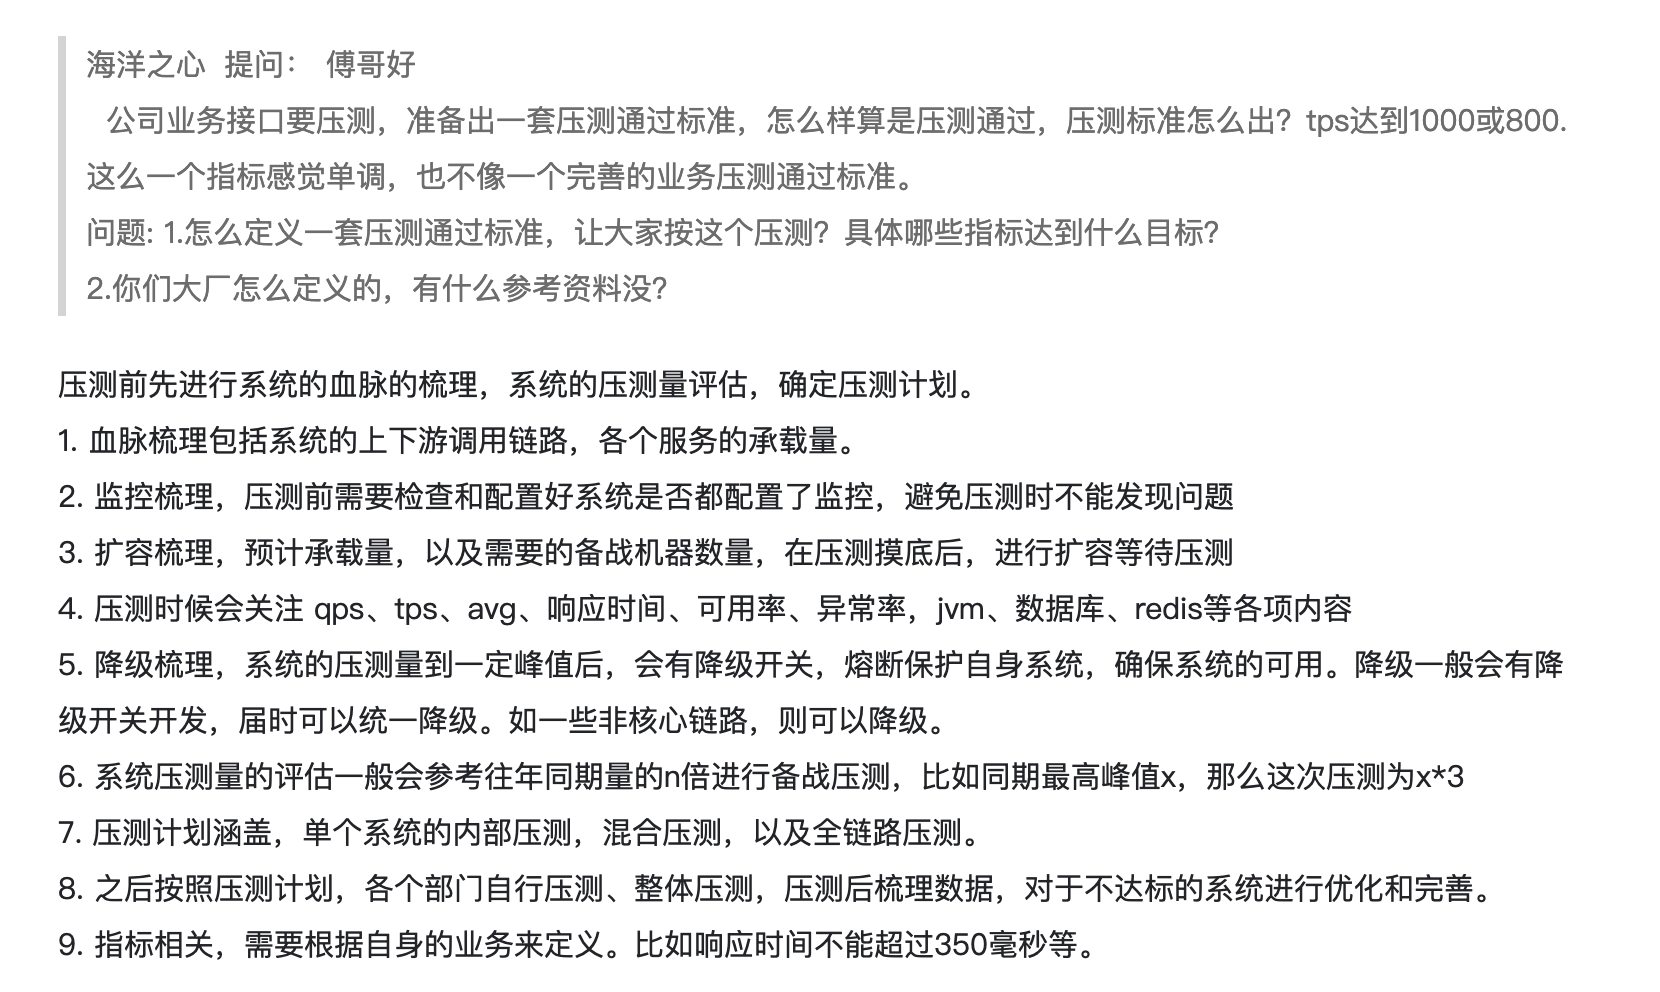 海洋之心  提问： 傅哥好
公司业务接口要压测，准备出一套压测通过标准，怎么样算是压测通过，压测标准怎么出？tps达到1000或800.
这么一个指标感觉单调，也不像一个完善的业务压测通过标准。
问题: 1.怎么定义一套压测通过标准，让大家按这个压测？具体哪些指标达到什么目标？
2.你们大厂怎么定义的，有什么参考资料没？
压测前先进行系统的血脉的梳理，系统的压测量评估，确定压测计划。
1. 血脉梳理包括系统的上下游调用链路，各个服务的承载量。
2. 监控梳理，压测前需要检查和配置好系统是否都配置了监控，避免压测时不能发现问题
3. 扩容梳理，预计承载量，以及需要的备战机器数量，在压测摸底后，进行扩容等待压测
4. 压测时候会关注 qps、tps、avg、响应时间、可用率、异常率，jvm、数据库、redis等各项内容
5. 降级梳理，系统的压测量到一定峰值后，会有降级开关，熔断保护自身系统，确保系统的可用。降级一般会有降
级开关开发，届时可以统一降级。如一些非核心链路，则可以降级。
6. 系统压测量的评估一般会参考往年同期量的n倍进行备战压测，比如同期最高峰值x，那么这次压测为x*3
7. 压测计划涵盖，单个系统的内部压测，混合压测，以及全链路压测。
8. 之后按照压测计划，各个部门自行压测、整体压测，压测后梳理数据，对于不达标的系统进行优化和完善。
9. 指标相关，需要根据自身的业务来定义。比如响应时间不能超过350毫秒等。